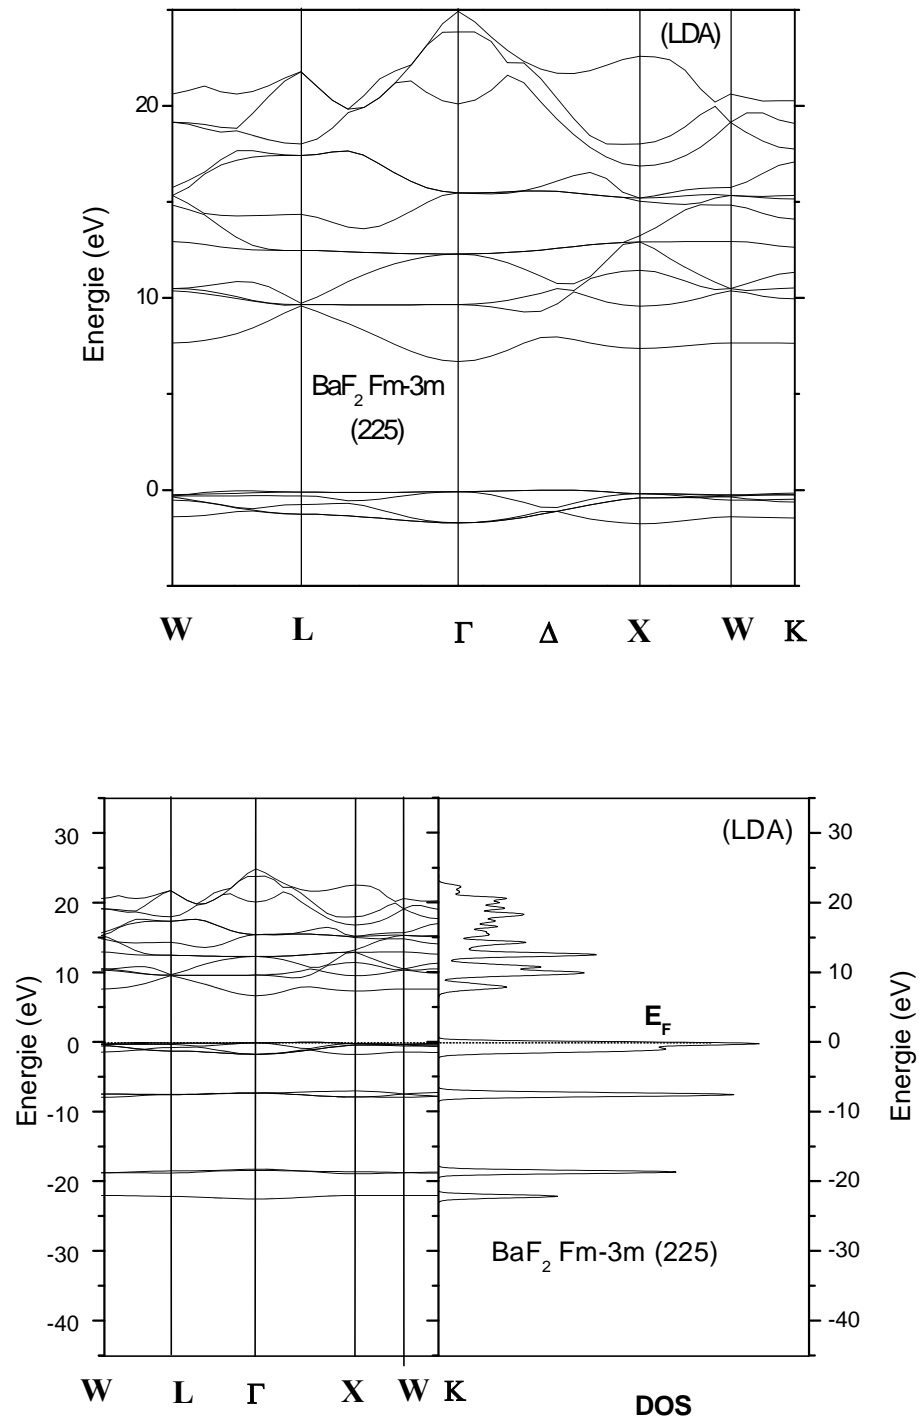 (LDA)
20
10
0
Energie (eV)
BaF2 Fm-3m
(225)
W L Γ Δ X W K
30
20
10
0
-10
-20
-30
-40
Energie (eV)
(LDA)
EF
BaF2 Fm-3m (225)
30
20
10
0
-10
-20
-30
-40
Energie (eV)
W L Γ X W K
DOS